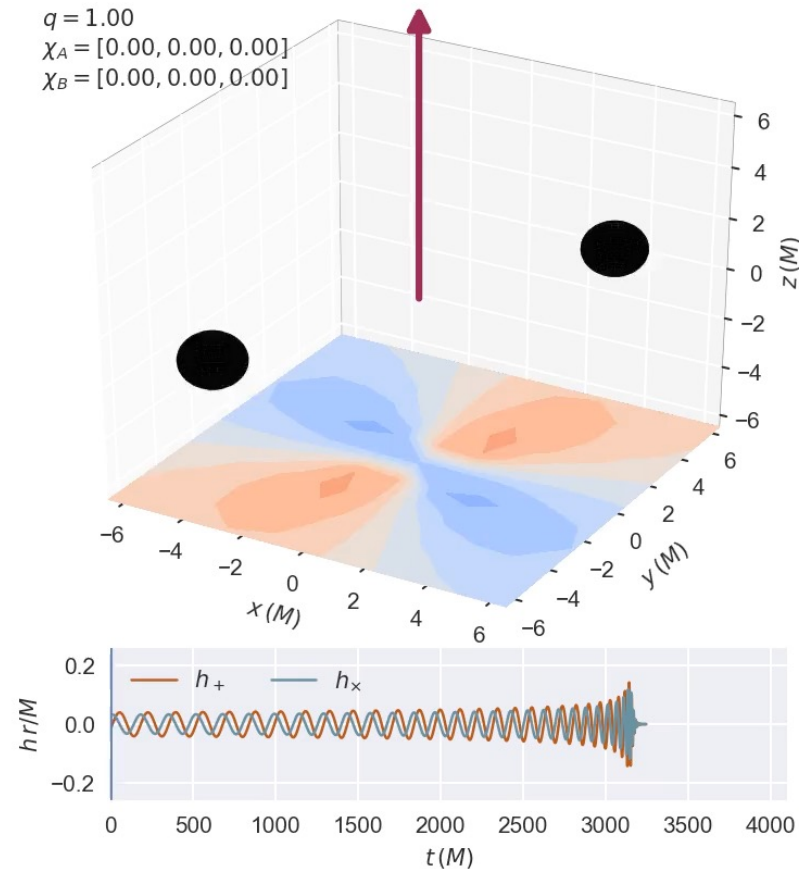 q = 1.00
χ_A = [0.00, 0.00, 0.00]
χ_B = [0.00, 0.00, 0.00]
6
4
2
0
−2
−4
−6
z (M)
−6
−4
−2
0
2
4
6
x (M)
−6
−4
−2
0
2
4
6
y (M)
h_+
h_×
0.2
0.0
−0.2
h r/M
0 500 1000 1500 2000 2500 3000 3500 4000
t (M)